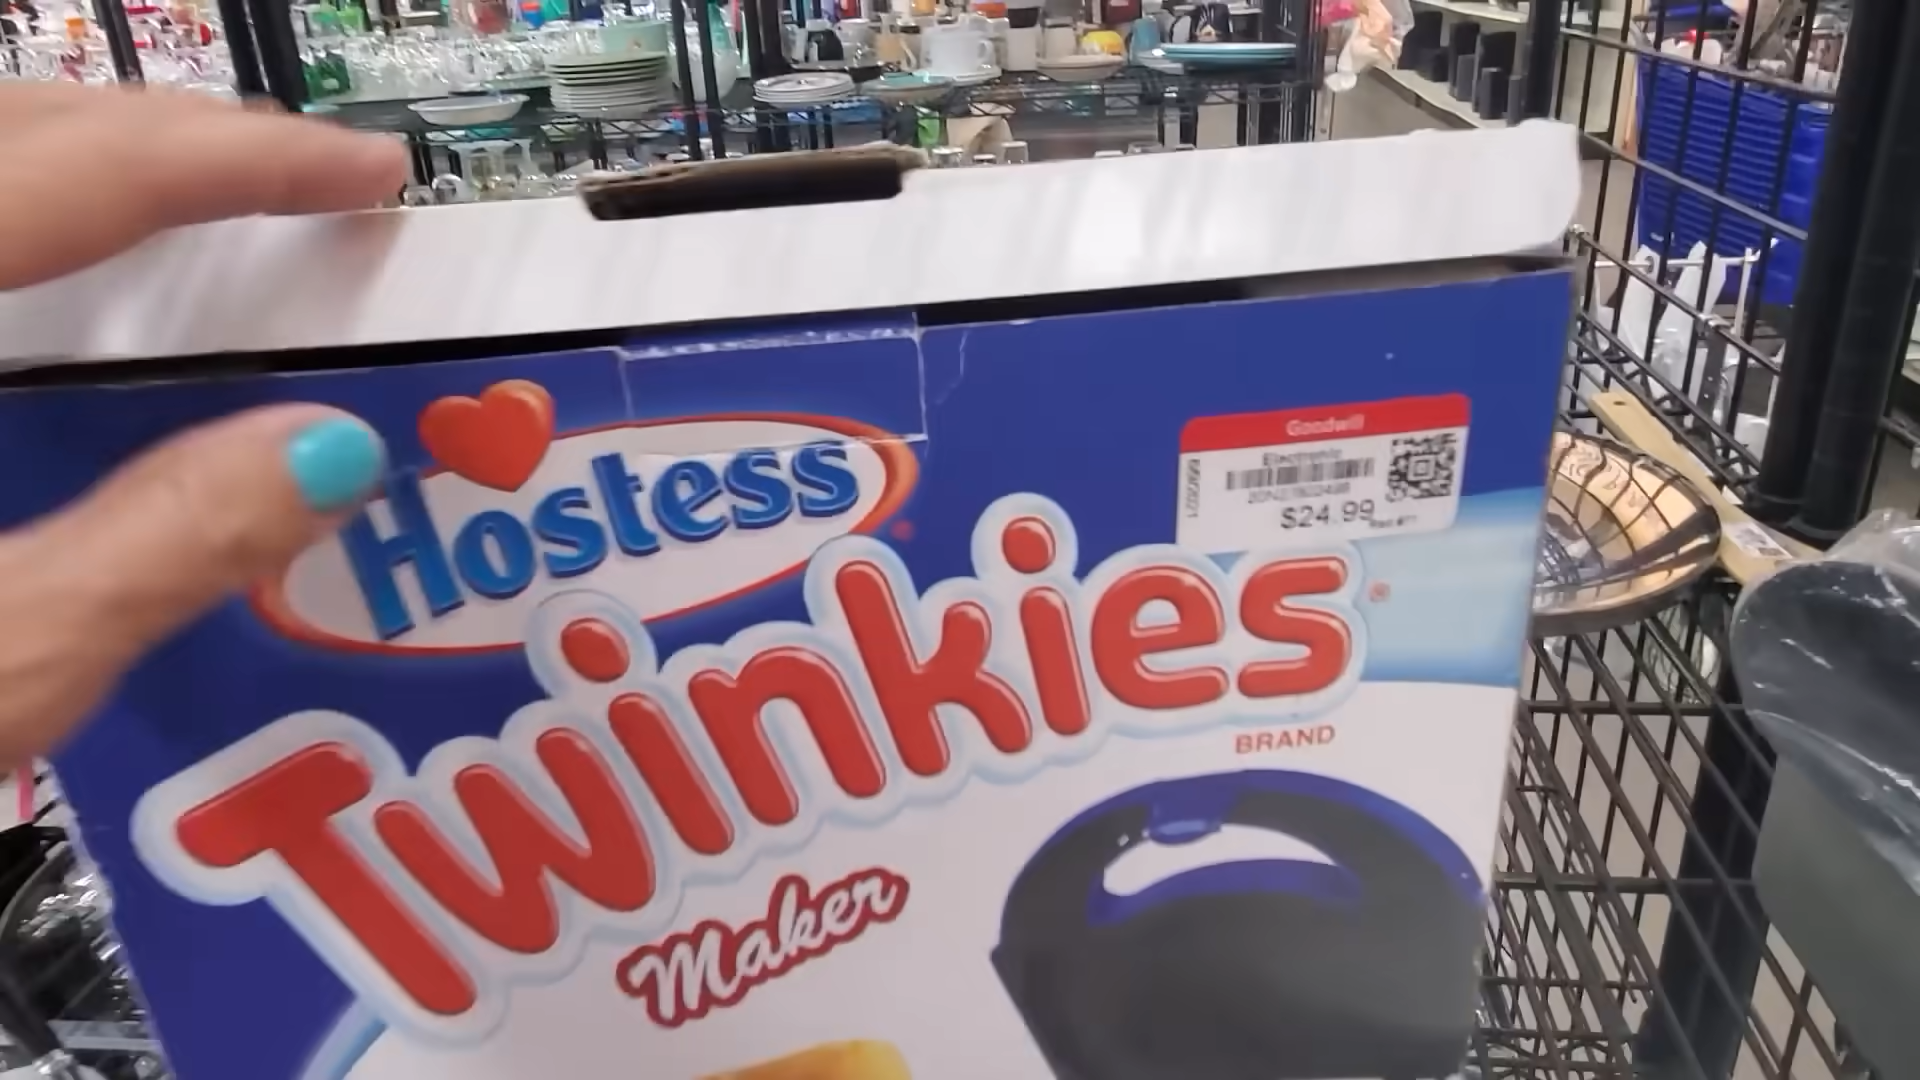 Hostess
Twinkies®
BRAND
Maker
Goodwill
Electronic
$24.99